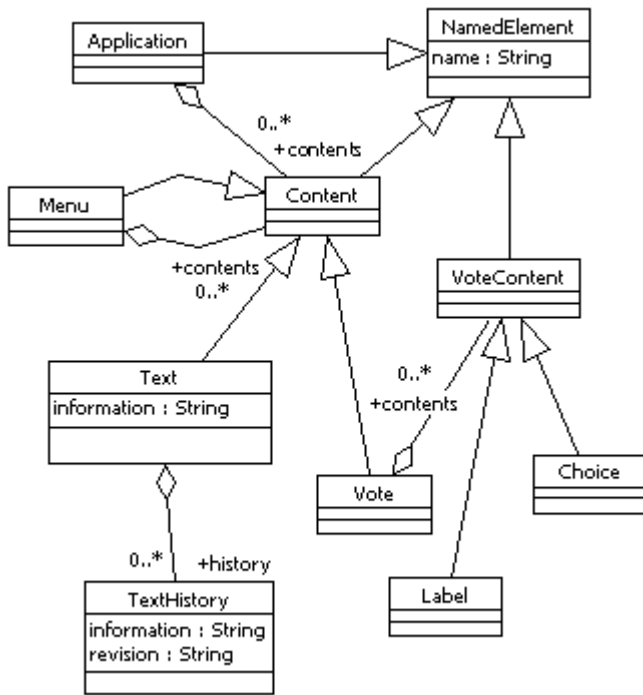 Application
NamedElement
name : String
0..*
+contents
Menu
Content
+contents
0..*
VoteContent
Text
information : String
0..*
+contents
Vote
Choice
0..*
+history
TextHistory
information : String
revision : String
Label